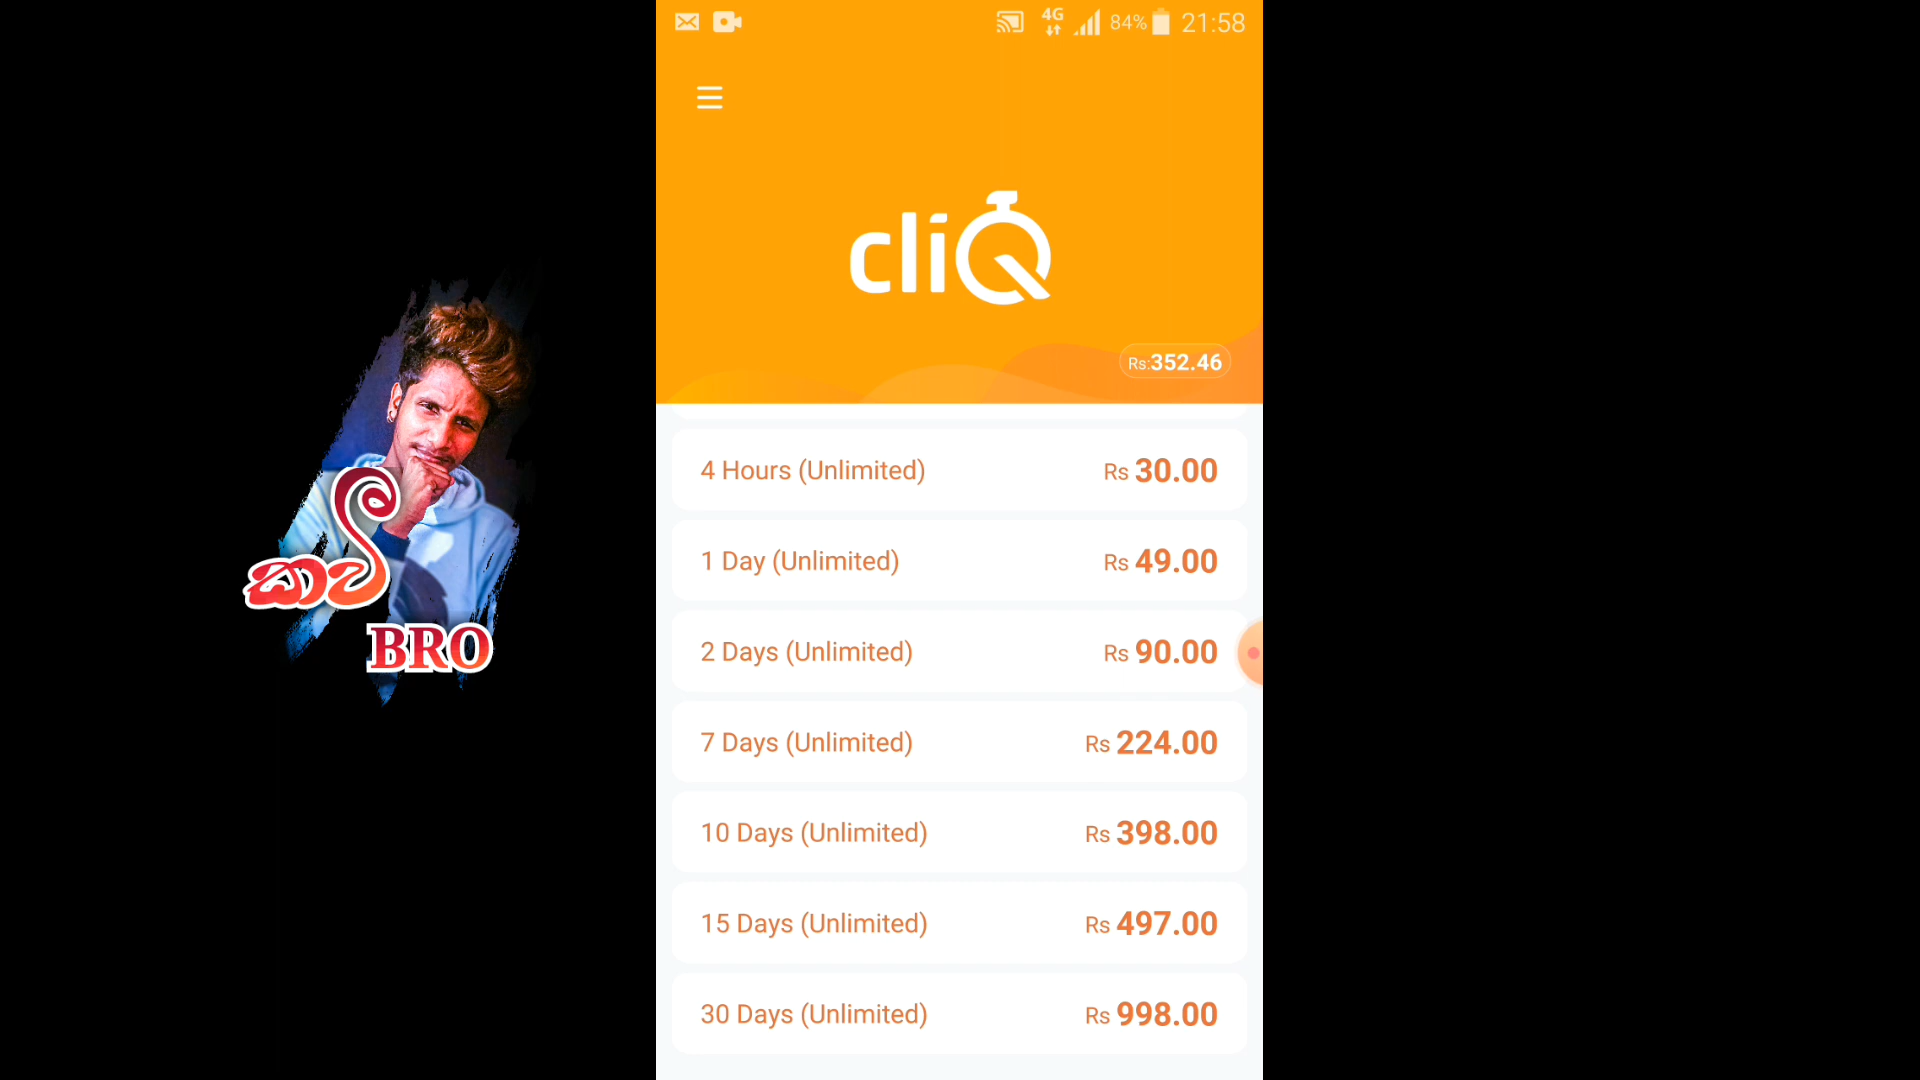 4G
84%
21:58
cliQ
Rs:352.46
4 Hours (Unlimited) Rs 30.00
1 Day (Unlimited) Rs 49.00
2 Days (Unlimited) Rs 90.00
7 Days (Unlimited) Rs 224.00
10 Days (Unlimited) Rs 398.00
15 Days (Unlimited) Rs 497.00
30 Days (Unlimited) Rs 998.00
කවී
BRO